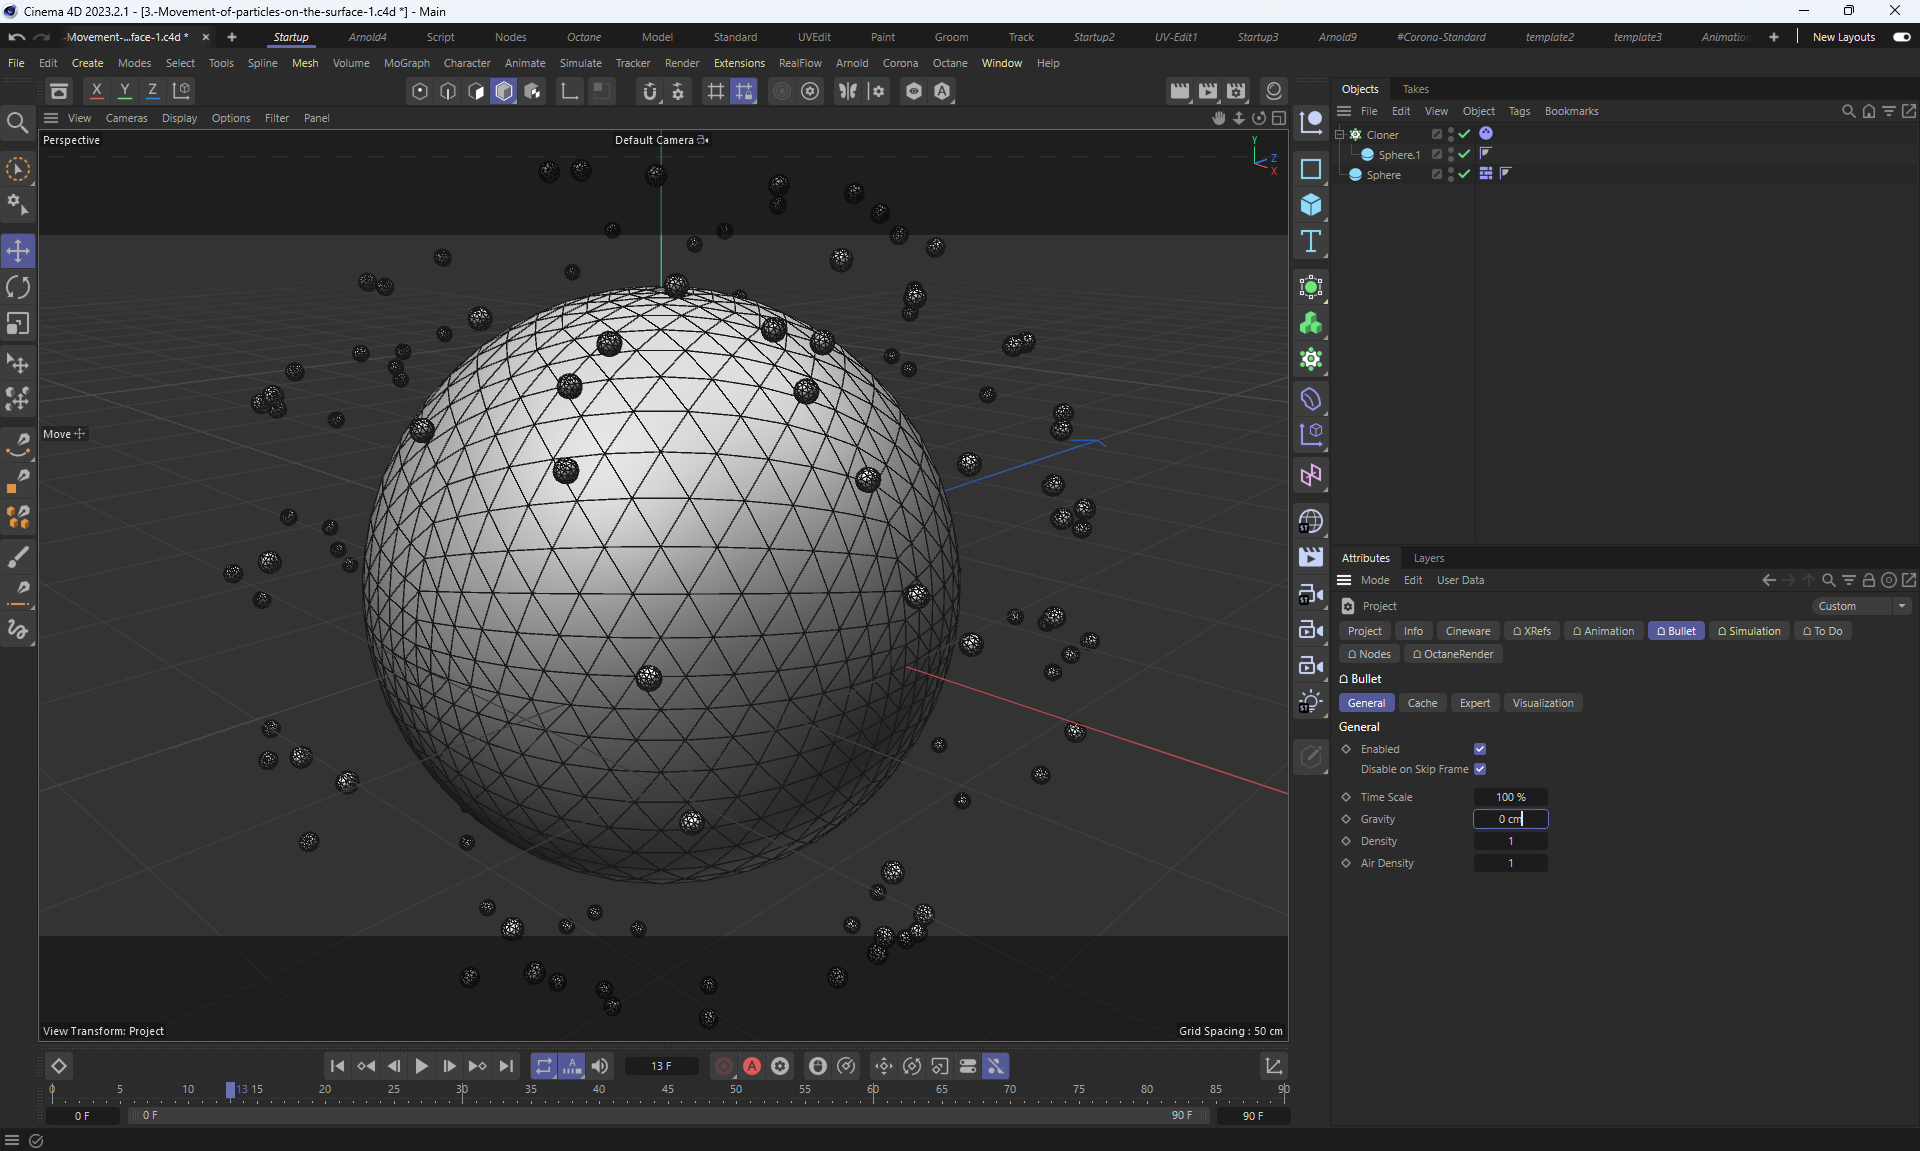 Cinema 4D 2023.2.1 - [3.-Movement-of-particles-on-the-surface-1.c4d *] - Main
-Movement-...face-1.c4d *
Startup Arnold4 Script Nodes Octane Model Standard UVEdit Paint Groom Track Startup2 UV-Edit1 Startup3 Arnold9 #Corona-Standard template2 template3 Animatio New Layouts
File Edit Create Modes Select Tools Spline Mesh Volume MoGraph Character Animate Simulate Tracker Render Extensions RealFlow Arnold Corona Octane Window Help
X Y Z
Objects Takes
View Cameras Display Options Filter Panel
File Edit View Object Tags Bookmarks
Perspective
Default Camera
Y
Z
X
Cloner
Sphere.1
Sphere
Move
Attributes Layers
Mode Edit User Data
Project
Custom
Project Info Cineware XRefs Animation Bullet Simulation To Do
Nodes OctaneRender
Bullet
General Cache Expert Visualization
General
Enabled
Disable on Skip Frame
Time Scale 100 %
Gravity 0 cm
Density 1
Air Density 1
View Transform: Project
Grid Spacing : 50 cm
13 F
0 5 10 13 15 20 25 30 35 40 45 50 55 60 65 70 75 80 85 90
0 F 0 F 90 F 90 F